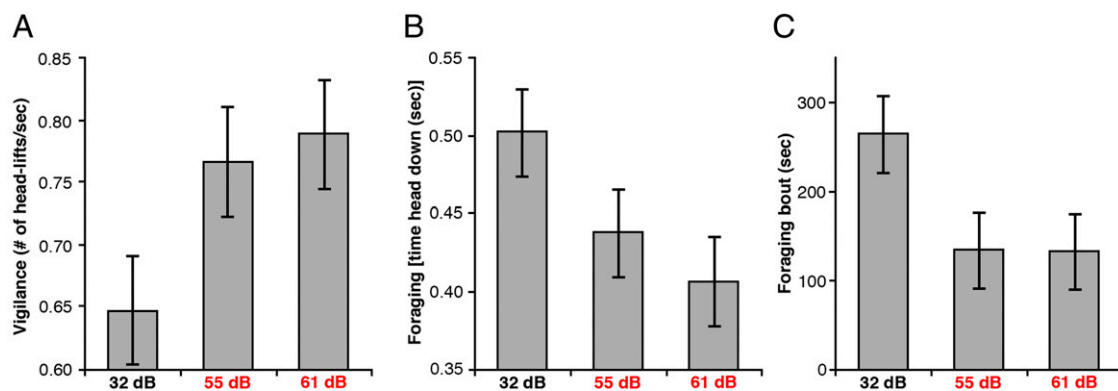 A
Vigilance (# of head-lifts/sec)
0.85
0.80
0.75
0.70
0.65
0.60
32 dB 55 dB 61 dB
B
Foraging [time head down (sec)]
0.55
0.50
0.45
0.40
0.35
32 dB 55 dB 61 dB
C
Foraging bout (sec)
300
200
100
0
32 dB 55 dB 61 dB